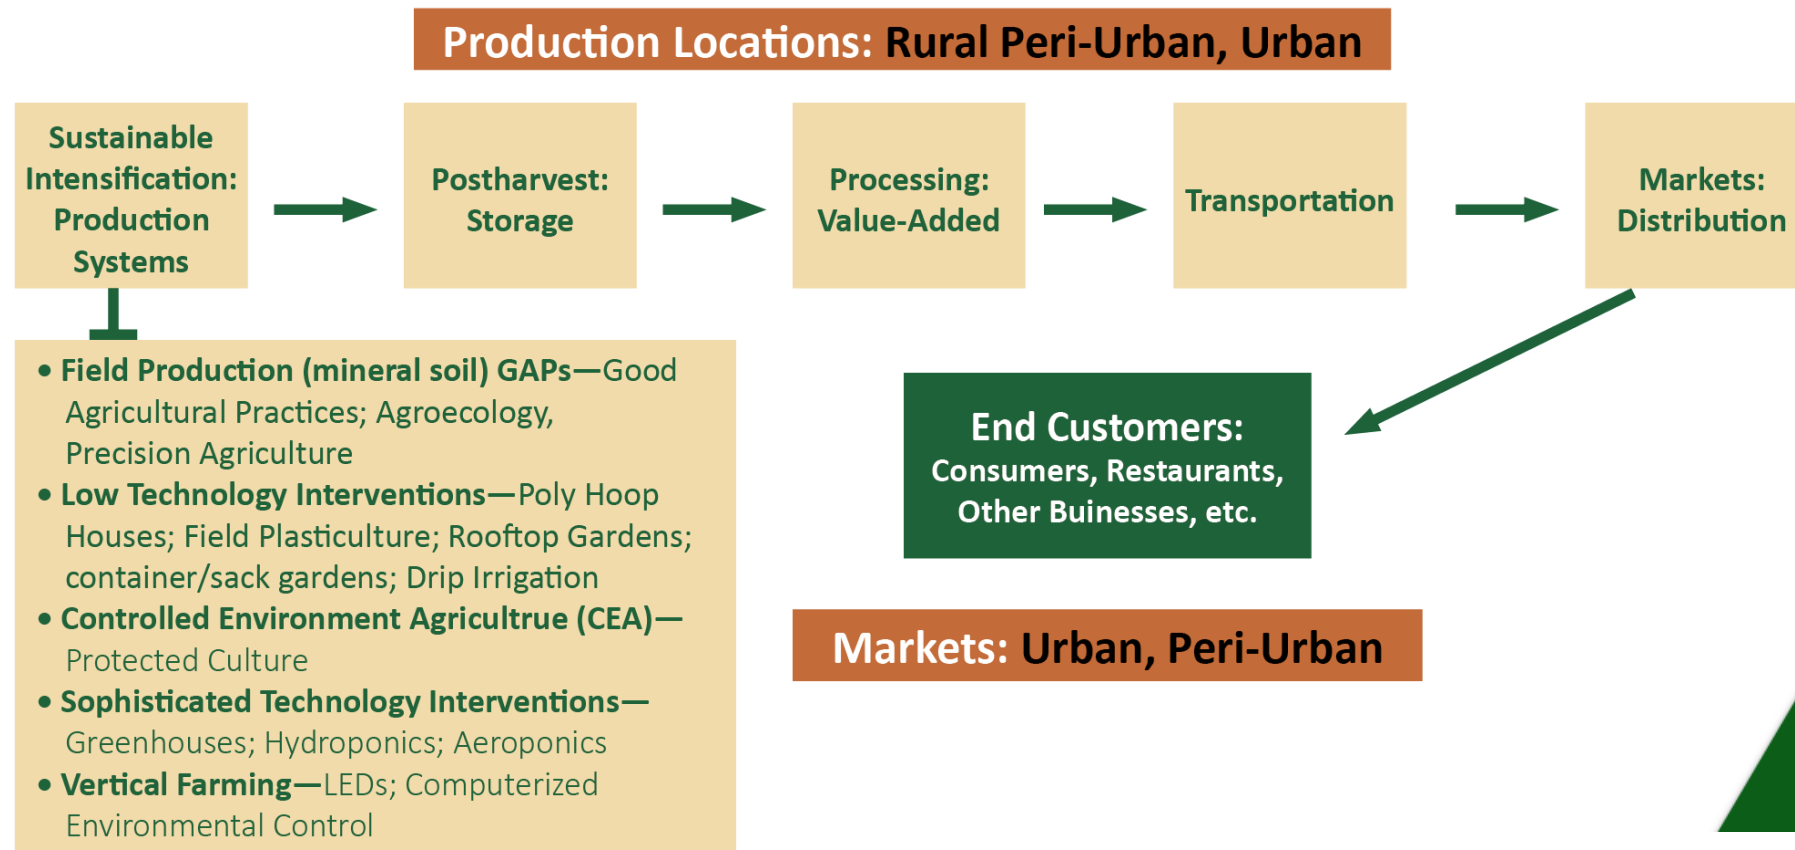 Production Locations: Rural Peri-Urban, Urban
Sustainable
Intensification:
Production
Systems
Postharvest:
Storage
Processing:
Value-Added
Transportation
Markets:
Distribution
• Field Production (mineral soil) GAPs—Good
Agricultural Practices; Agroecology,
Precision Agriculture
• Low Technology Interventions—Poly Hoop
Houses; Field Plasticulture; Rooftop Gardens;
container/sack gardens; Drip Irrigation
• Controlled Environment Agricultrue (CEA)—
Protected Culture
• Sophisticated Technology Interventions—
Greenhouses; Hydroponics; Aeroponics
• Vertical Farming—LEDs; Computerized
Environmental Control
End Customers:
Consumers, Restaurants,
Other Buinesses, etc.
Markets: Urban, Peri-Urban